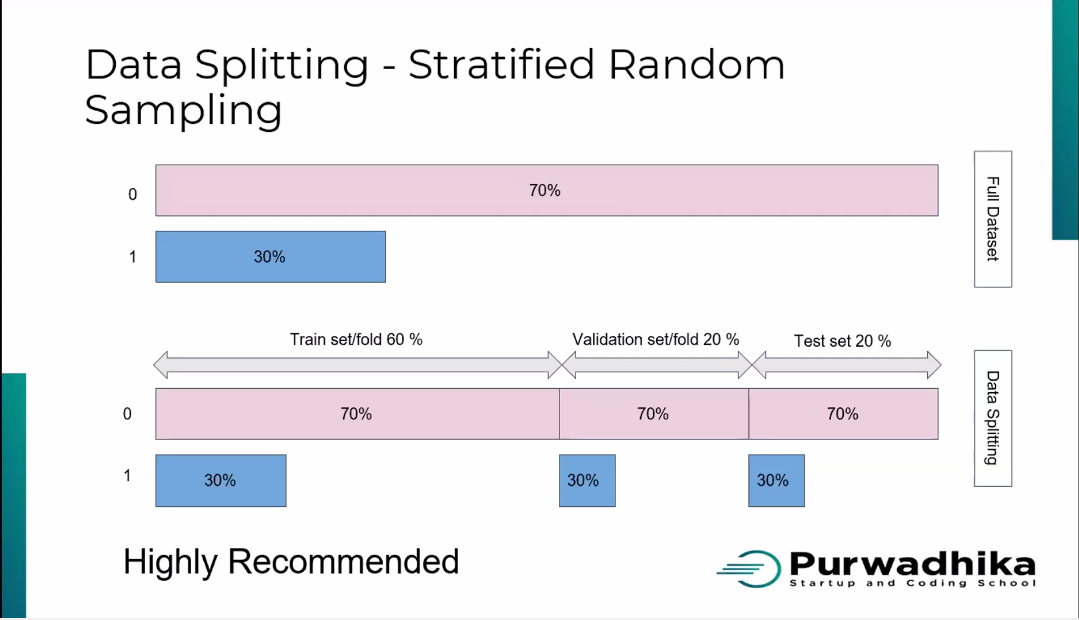 Data Splitting - Stratified Random
Sampling
0
70%
1
30%
Full Dataset
Train set/fold 60 %
Validation set/fold 20 %
Test set 20 %
0
70%
70%
70%
1
30%
30%
30%
Data Splitting
Highly Recommended
Purwadhika
Startup and Coding School